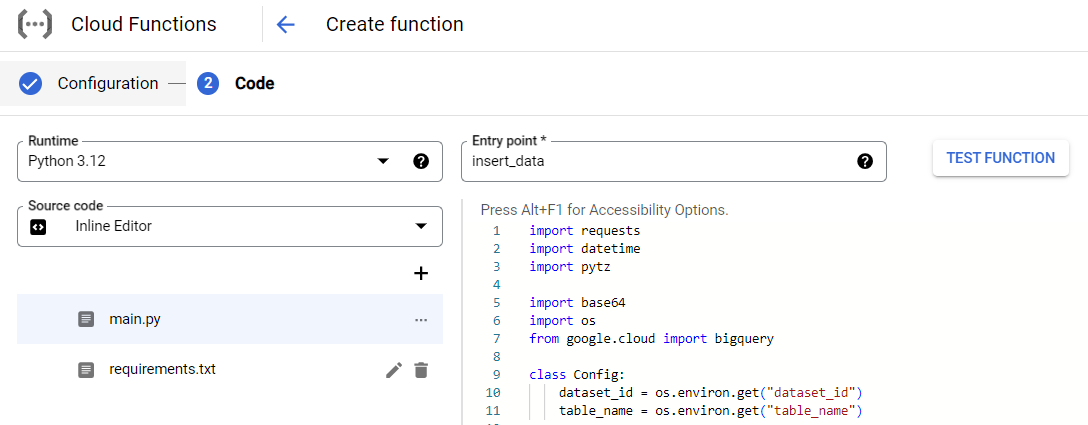 Cloud Functions
Create function
Configuration
2 Code
Runtime
Python 3.12
Entry point *
insert_data
TEST FUNCTION
Source code
Inline Editor
main.py
requirements.txt
Press Alt+F1 for Accessibility Options.
1 import requests
2 import datetime
3 import pytz
4
5 import base64
6 import os
7 from google.cloud import bigquery
8
9 class Config:
10 dataset_id = os.environ.get("dataset_id")
11 table_name = os.environ.get("table_name")